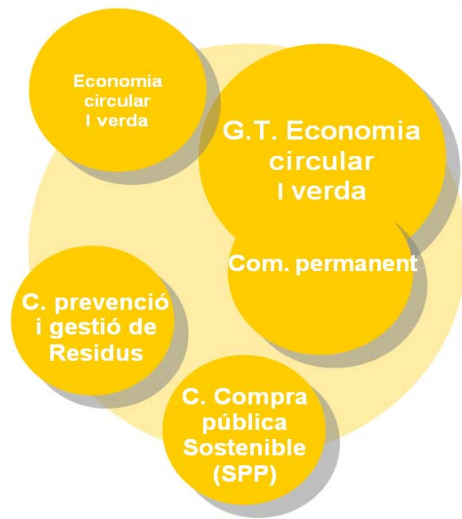 Economia
circular
I verda
G.T. Economia
circular
I verda
Com. permanent
C. prevenció
i gestió de
Residus
C. Compra
pública
Sostenible
(SPP)